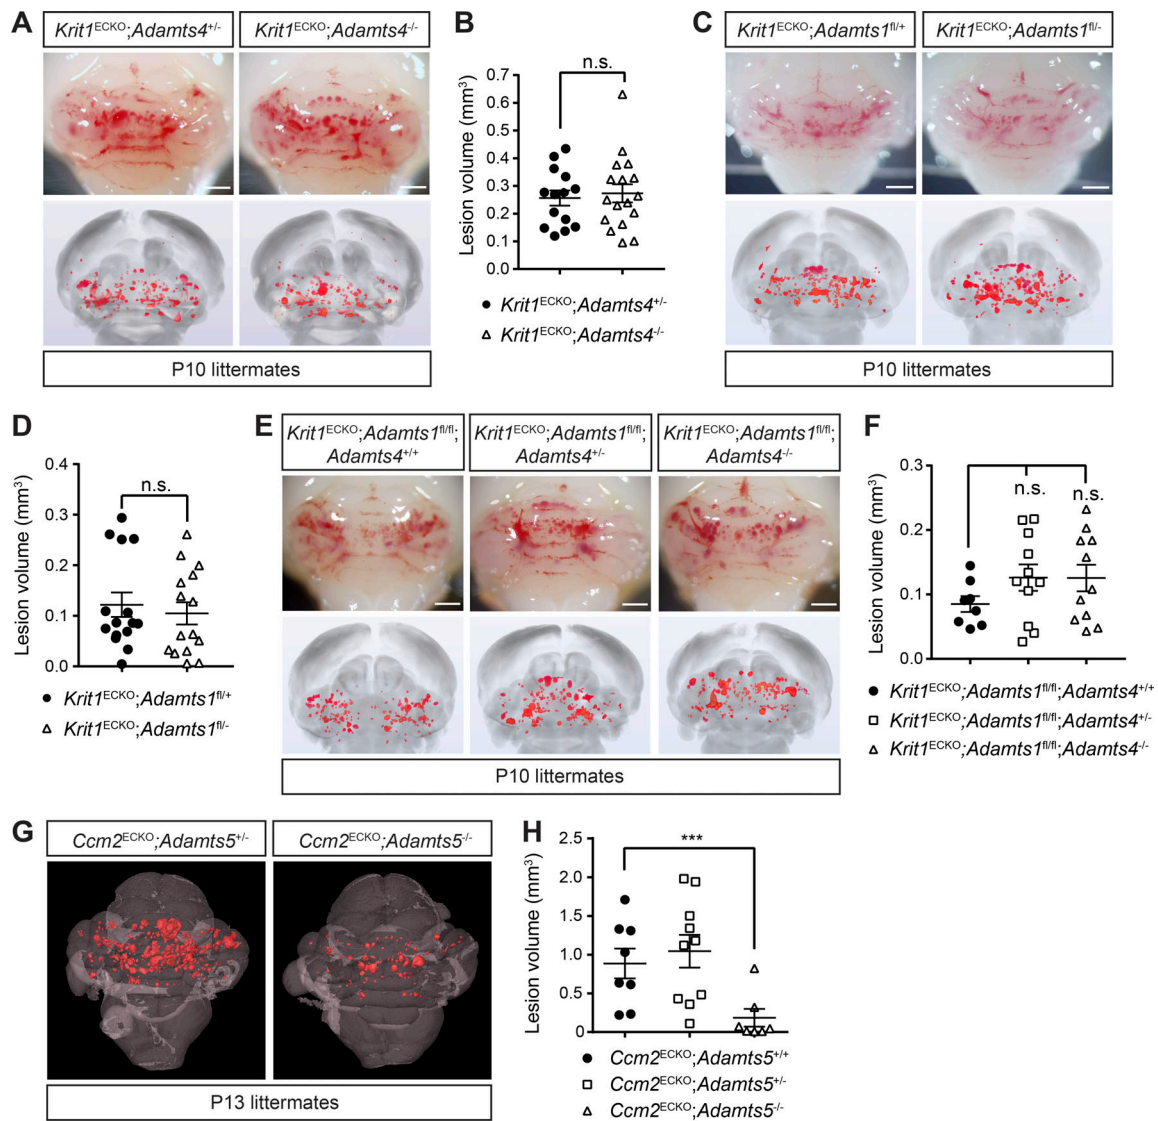 A
Krit1ECKO;Adamts4+/-
Krit1ECKO;Adamts4-/-
P10 littermates
B
n.s.
Lesion volume (mm3)
0.7
0.6
0.5
0.4
0.3
0.2
0.1
0.0
Krit1ECKO;Adamts4+/-
Krit1ECKO;Adamts4-/-
C
Krit1ECKO;Adamts1fl/+
Krit1ECKO;Adamts1fl/-
P10 littermates
D
n.s.
Lesion volume (mm3)
0.4
0.3
0.2
0.1
0.0
Krit1ECKO;Adamts1fl/+
Krit1ECKO;Adamts1fl/-
E
Krit1ECKO;Adamts1fl/fl;
Adamts4+/+
Krit1ECKO;Adamts1fl/fl;
Adamts4+/-
Krit1ECKO;Adamts1fl/fl;
Adamts4-/-
P10 littermates
F
n.s.
n.s.
Lesion volume (mm3)
0.3
0.2
0.1
0.0
Krit1ECKO;Adamts1fl/fl;Adamts4+/+
Krit1ECKO;Adamts1fl/fl;Adamts4+/-
Krit1ECKO;Adamts1fl/fl;Adamts4-/-
G
Ccm2ECKO;Adamts5+/-
Ccm2ECKO;Adamts5-/-
P13 littermates
H
***
Lesion volume (mm3)
2.5
2.0
1.5
1.0
0.5
0
Ccm2ECKO;Adamts5+/+
Ccm2ECKO;Adamts5+/-
Ccm2ECKO;Adamts5-/-